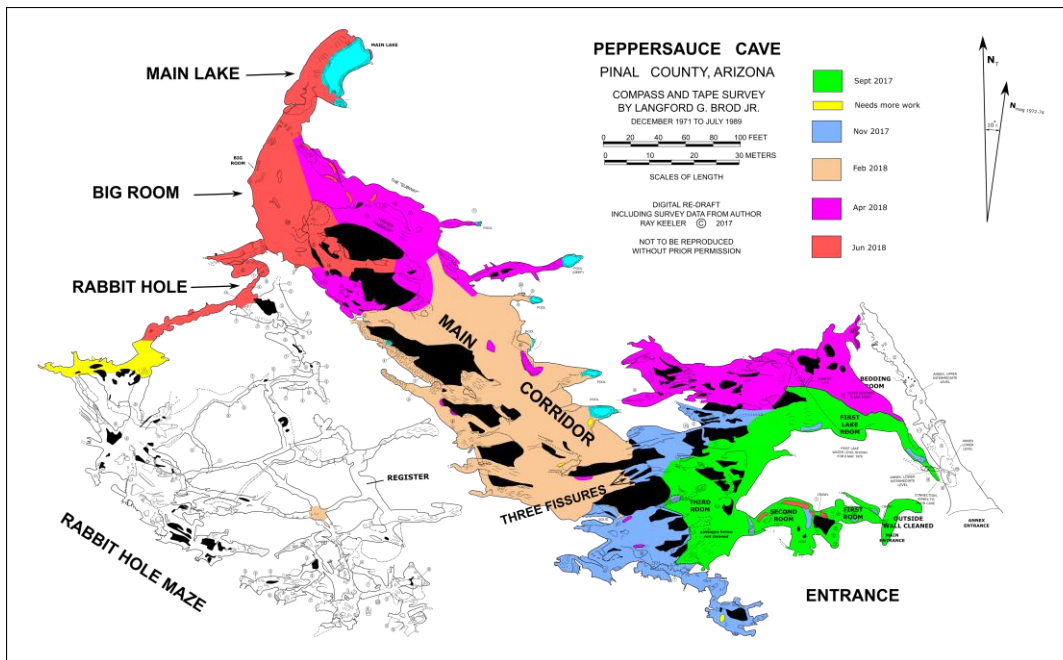 PEPPERSAUCE CAVE
PINAL COUNTY, ARIZONA
COMPASS AND TAPE SURVEY
BY LANGFORD G. BROD JR.
DECEMBER 1971 TO JULY 1989
0 20 40 60 80 100 FEET
0 10 20 30 METERS
SCALES OF LENGTH
DIGITAL RE-DRAFT
INCLUDING SURVEY DATA FROM AUTHOR
RAY KEELER © 2017
NOT TO BE REPRODUCED
WITHOUT PRIOR PERMISSION
Sept 2017
Needs more work
Nov 2017
Feb 2018
Apr 2018
Jun 2018
MAIN LAKE
MAIN LAKE
BIG ROOM
BIG ROOM
RABBIT HOLE
MAIN
CORRIDOR
THREE FISSURES
REGISTER
RABBIT HOLE MAZE
BEDDING
ROOM
FIRST
LAKE
ROOM
THIRD
ROOM
SECOND
ROOM
FIRST
ROOM
OUTSIDE
WALL CLEANED
MAIN
ENTRANCE
ANNEX
ENTRANCE
ENTRANCE
POOL
POOL
POOL
POOL